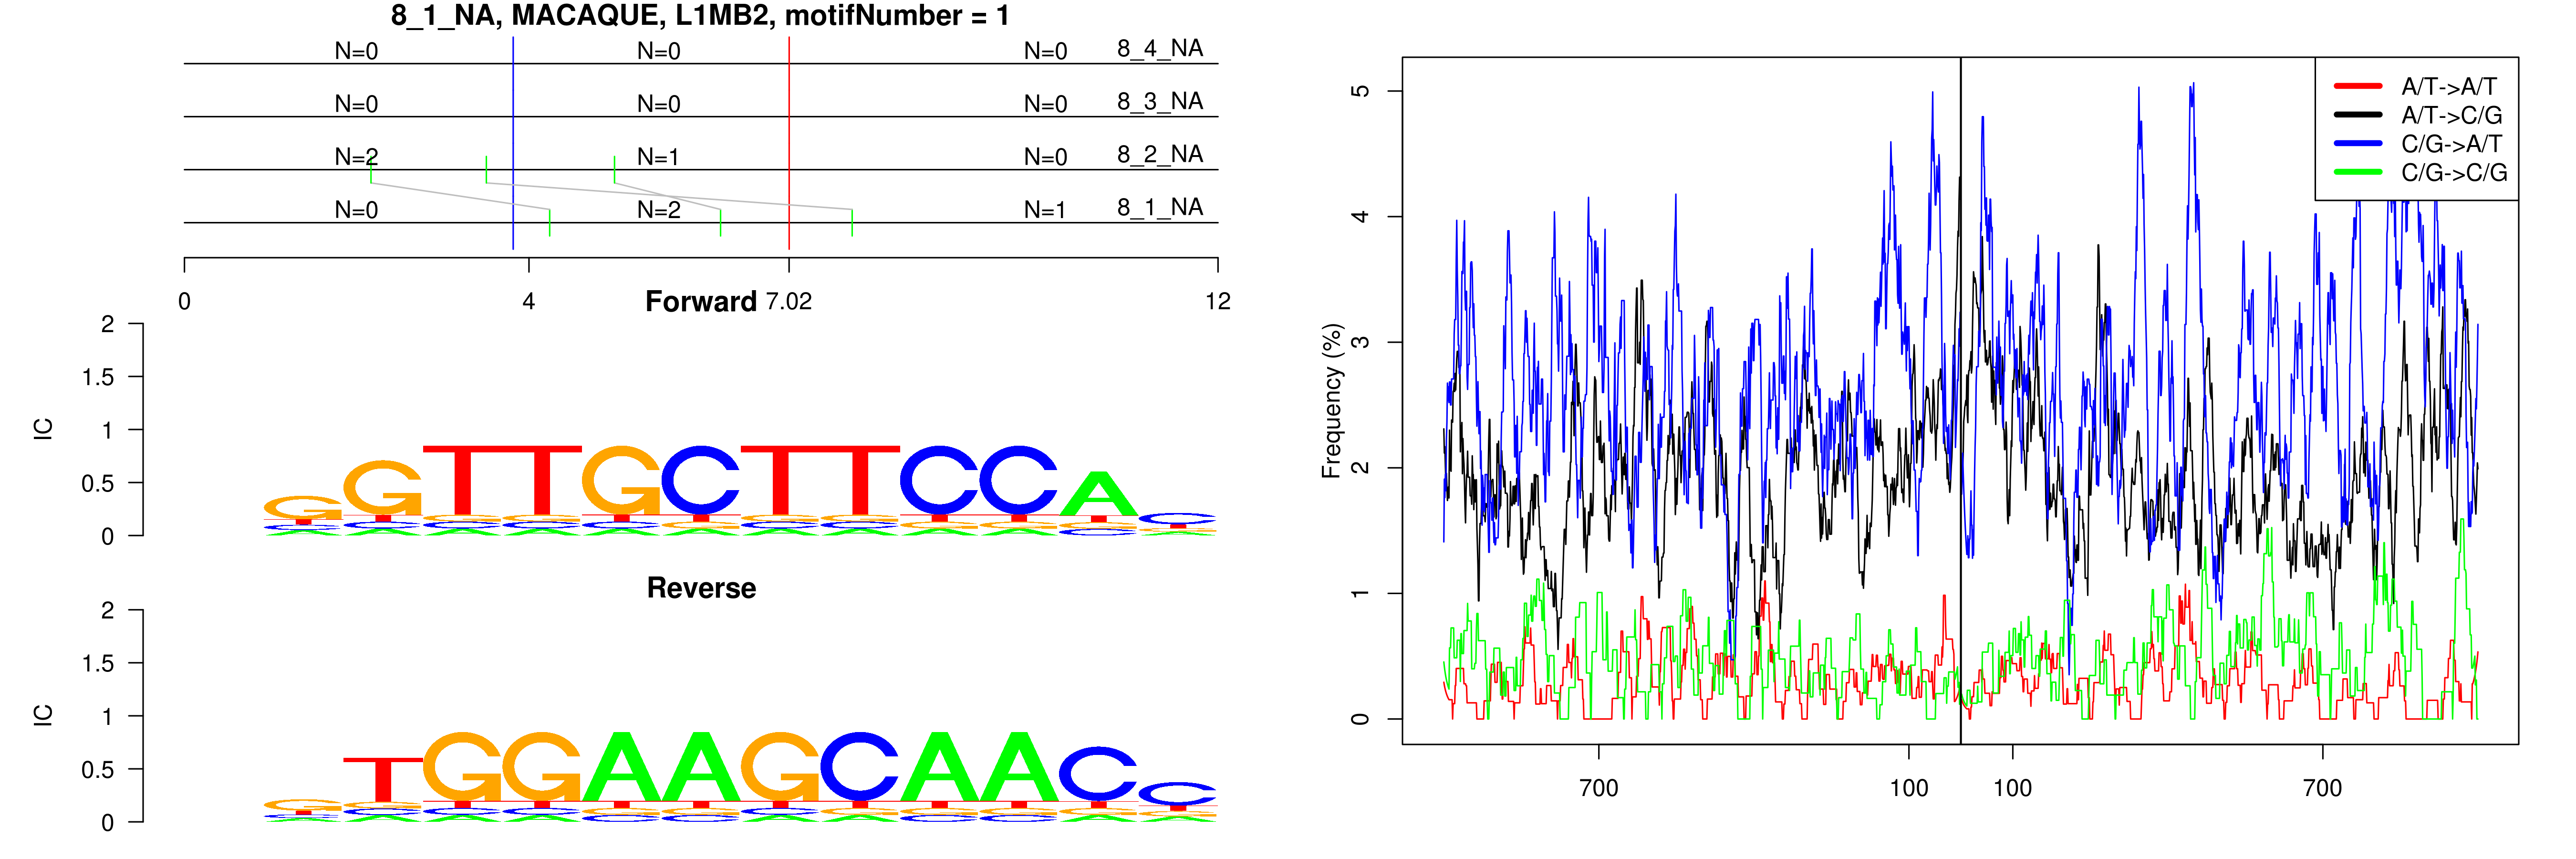 8_1_NA, MACAQUE, L1MB2, motifNumber = 1
N=0 N=0 N=0 8_4_NA
N=0 N=0 N=0 8_3_NA
N=2 N=1 N=0 8_2_NA
N=0 N=2 N=1 8_1_NA
0 4 7.02 12
Forward
2
1.5
1
0.5
0
IC
GGTTGCTTCCAC
Reverse
2
1.5
1
0.5
0
IC
GTGGAAGCAACC
A/T->A/T
A/T->C/G
C/G->A/T
C/G->C/G
Frequency (%)
5
4
3
2
1
0
700 100 100 700